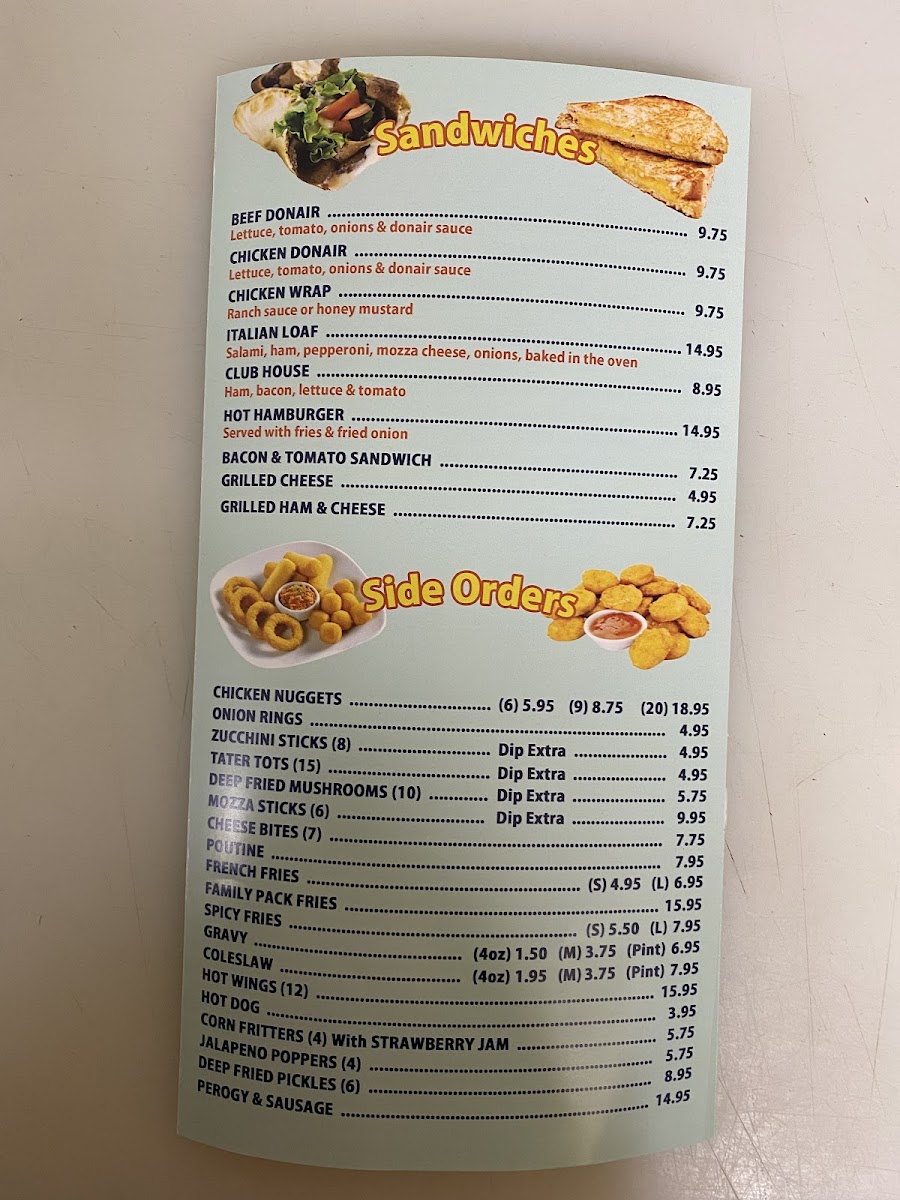 Sandwiches
BEEF DONAIR ........ 9.75
Lettuce, tomato, onions & donair sauce
CHICKEN DONAIR ........ 9.75
Lettuce, tomato, onions & donair sauce
CHICKEN WRAP ........ 9.75
Ranch sauce or honey mustard
ITALIAN LOAF ........ 14.95
Salami, ham, pepperoni, mozza cheese, onions, baked in the oven
CLUB HOUSE ........ 8.95
Ham, bacon, lettuce & tomato
HOT HAMBURGER ........ 14.95
Served with fries & fried onion
BACON & TOMATO SANDWICH ........ 7.25
GRILLED CHEESE ........ 4.95
GRILLED HAM & CHEESE ........ 7.25
Side Orders
CHICKEN NUGGETS ........ (6) 5.95 (9) 8.75 (20) 18.95
ONION RINGS ........ 4.95
ZUCCHINI STICKS (8) ........ Dip Extra ........ 4.95
TATER TOTS (15) ........ Dip Extra ........ 4.95
DEEP FRIED MUSHROOMS (10) ........ Dip Extra ........ 5.75
MOZZA STICKS (6) ........ Dip Extra ........ 9.95
CHEESE BITES (7) ........ 7.75
POUTINE ........ 7.95
FRENCH FRIES ........ (S) 4.95 (L) 6.95
FAMILY PACK FRIES ........ 15.95
SPICY FRIES ........ (S) 5.50 (L) 7.95
GRAVY ........ (4oz) 1.50 (M) 3.75 (Pint) 6.95
COLESLAW ........ (4oz) 1.95 (M) 3.75 (Pint) 7.95
HOT WINGS (12) ........ 15.95
HOT DOG ........ 3.95
CORN FRITTERS (4) With STRAWBERRY JAM ........ 5.75
JALAPENO POPPERS (4) ........ 5.75
DEEP FRIED PICKLES (6) ........ 8.95
PEROGY & SAUSAGE ........ 14.95